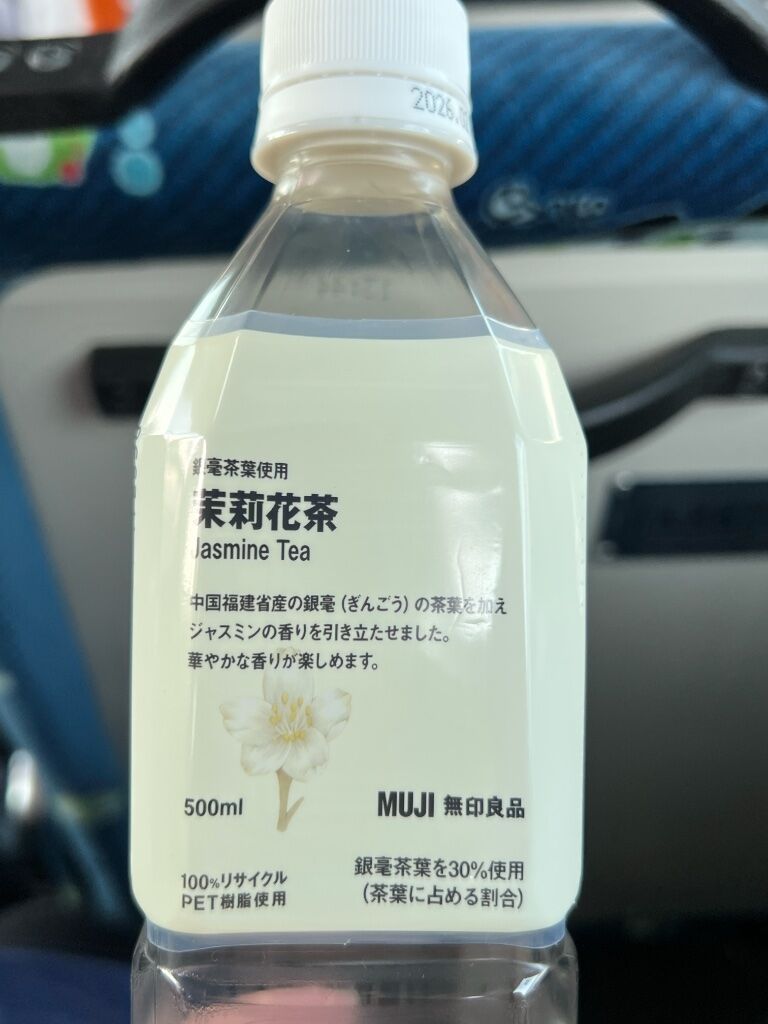 2026.
銀毫茶葉使用
茉莉花茶
Jasmine Tea
中国福建省産の銀毫(ぎんごう)の茶葉を加え
ジャスミンの香りを引き立たせました。
華やかな香りが楽しめます。
500ml
MUJI 無印良品
100%リサイクル
PET樹脂使用
銀毫茶葉を30%使用
(茶葉に占める割合)